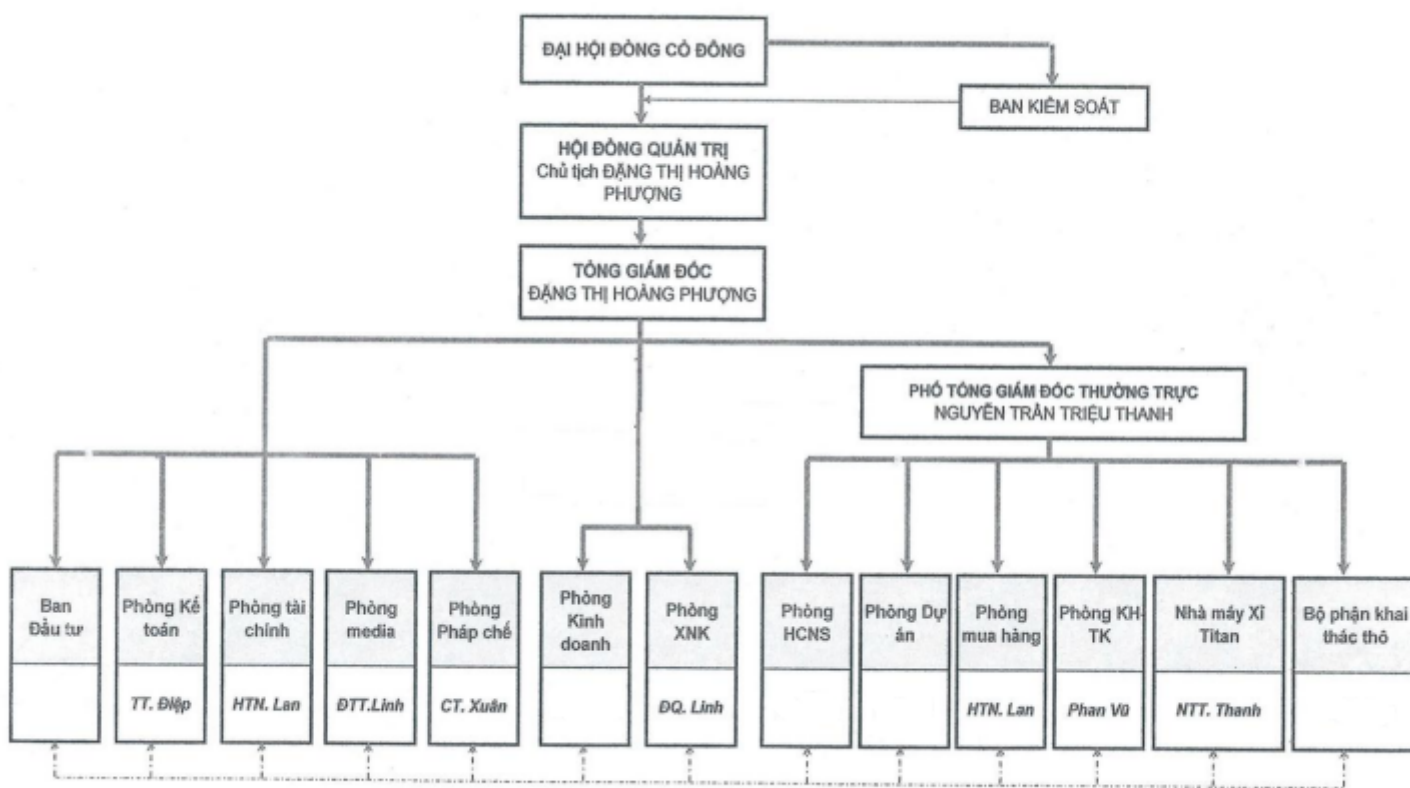 ĐẠI HỘI ĐỒNG CỔ ĐÔNG
BAN KIỂM SOÁT
HỘI ĐỒNG QUẢN TRỊ
Chủ tịch ĐẶNG THỊ HOÀNG
PHƯỢNG
TỔNG GIÁM ĐỐC
ĐẶNG THỊ HOÀNG PHƯỢNG
PHÓ TỔNG GIÁM ĐỐC THƯỜNG TRỰC
NGUYỄN TRẦN TRIỆU THANH
Ban
Đầu tư
Phòng Kế
toán
TT. Điệp
Phòng tài
chính
HTN. Lan
Phòng
media
ĐTT.Linh
Phòng
Pháp chế
CT. Xuân
Phòng
Kinh
doanh
Phòng
XNK
ĐQ. Linh
Phòng
HCNS
Phòng Dự
án
Phòng
mua hàng
HTN. Lan
Phòng KH-
TK
Phan Vũ
Nhà máy Xỉ
Titan
NTT. Thanh
Bộ phận khai
thác thô